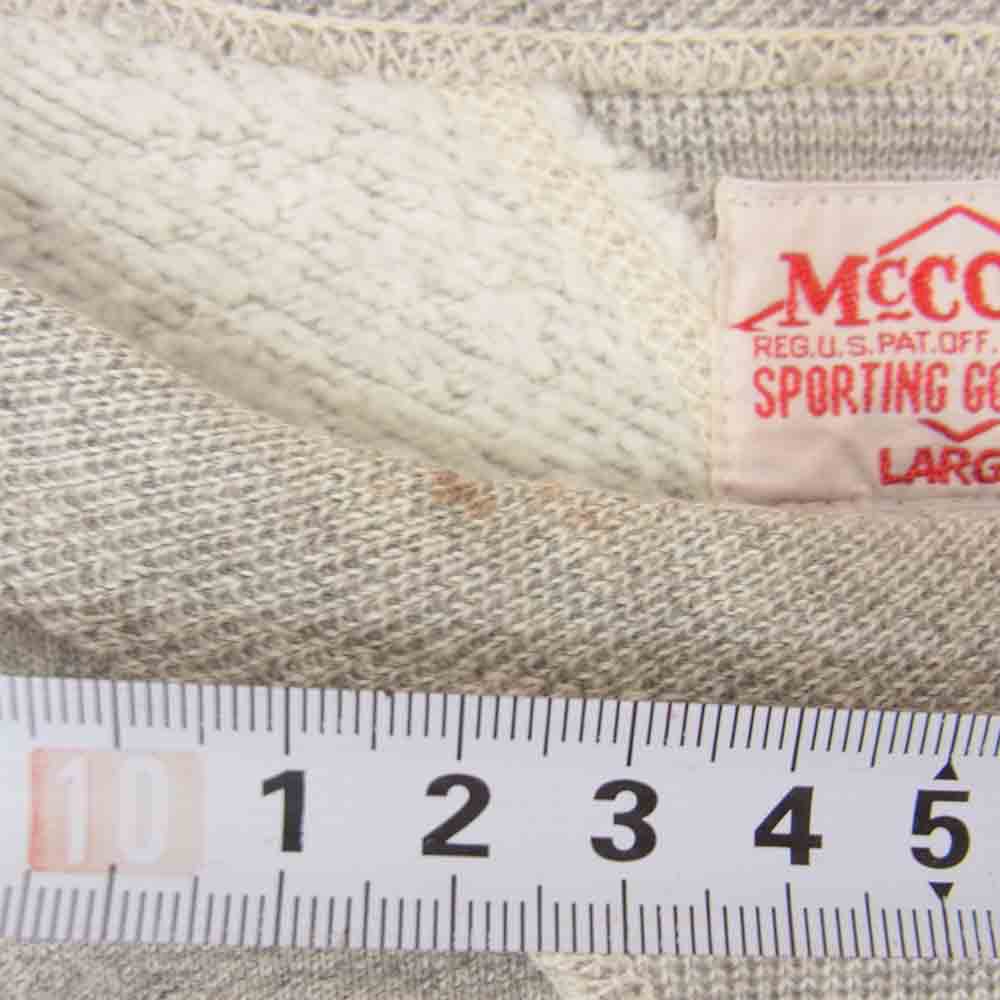 McCO
REG.U.S.PAT.OFF.
SPORTING GO
LARG
10 1 2 3 4 5